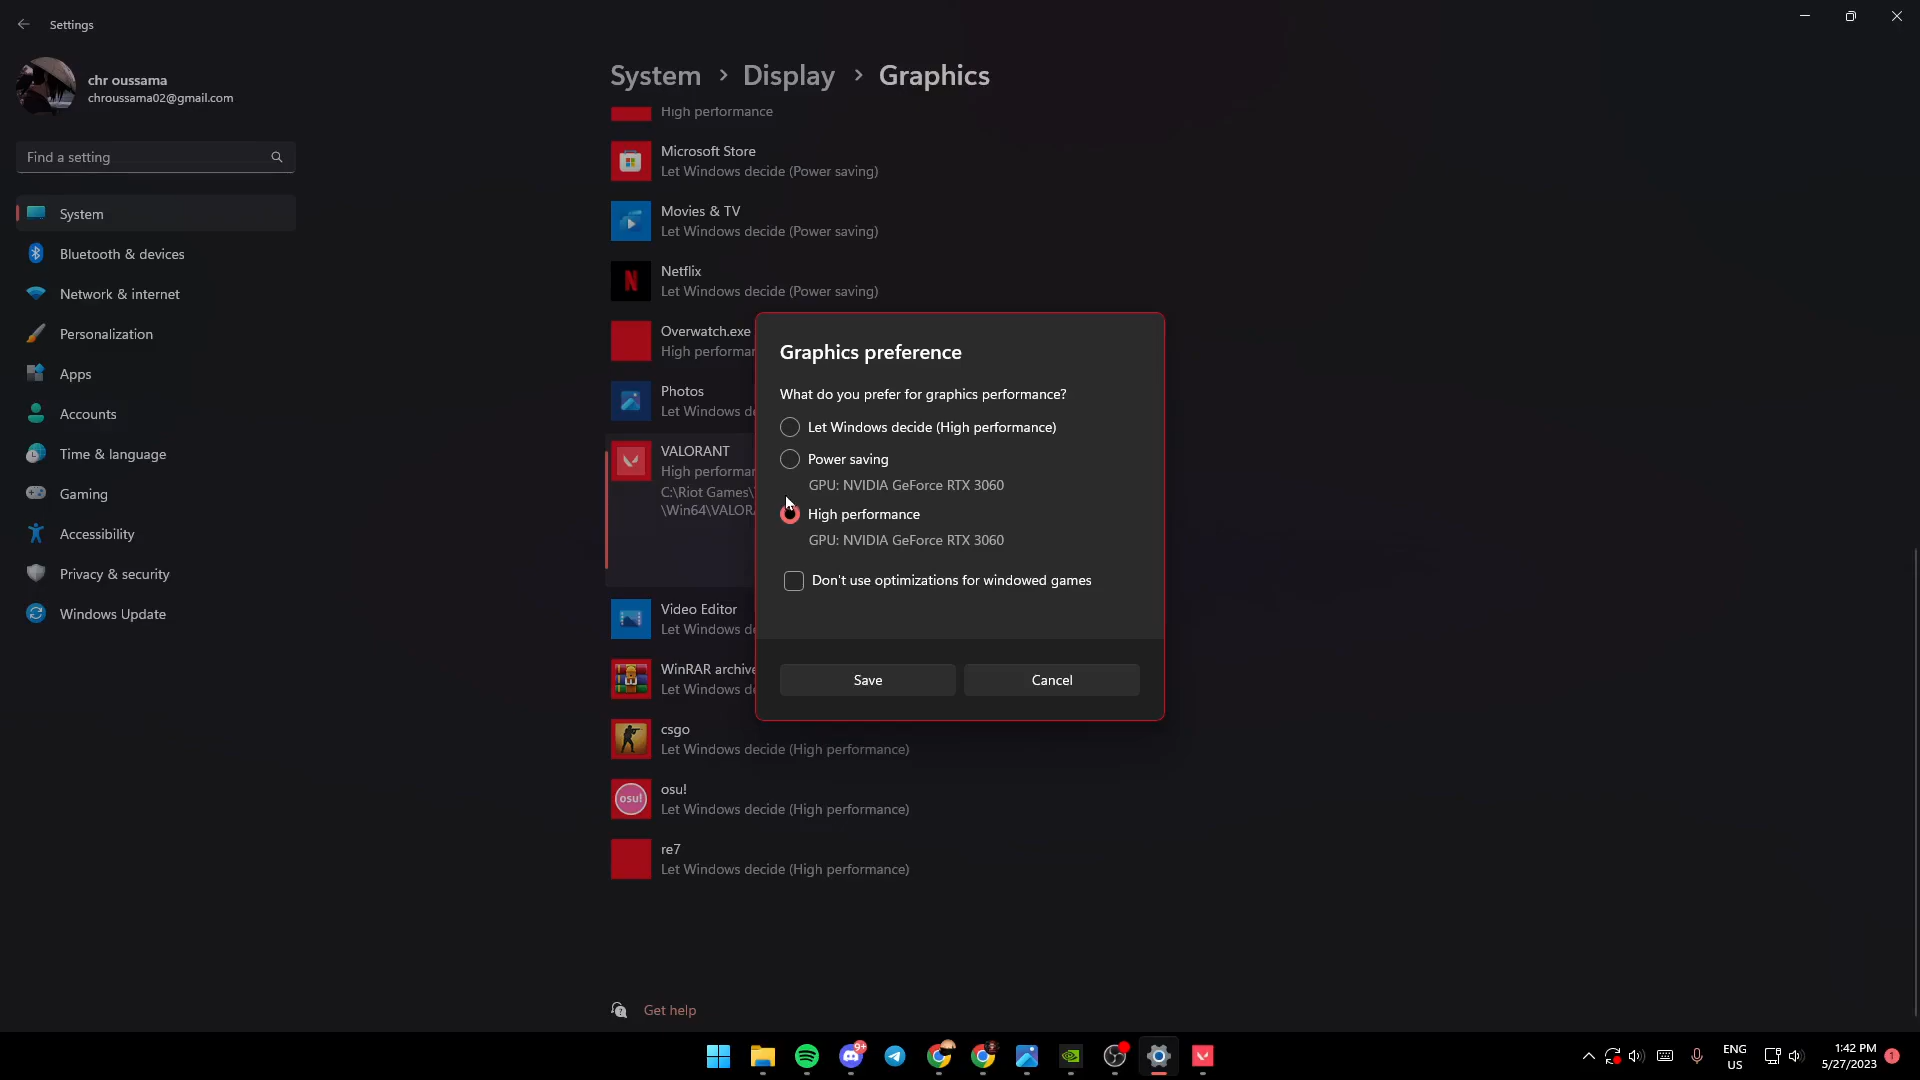 Settings
chr oussama
chroussama02@gmail.com
Find a setting
System
Bluetooth & devices
Network & internet
Personalization
Apps
Accounts
Time & language
Gaming
Accessibility
Privacy & security
Windows Update
System > Display > Graphics
High performance
Microsoft Store
Let Windows decide (Power saving)
Movies & TV
Let Windows decide (Power saving)
Netflix
Let Windows decide (Power saving)
Overwatch.exe
High performa
Photos
Let Windows d
VALORANT
High performa
C:\Riot Games\
\Win64\VALOR
Video Editor
Let Windows d
WinRAR archive
Let Windows d
csgo
Let Windows decide (High performance)
osu!
osu!
Let Windows decide (High performance)
re7
Let Windows decide (High performance)
Get help
Graphics preference
What do you prefer for graphics performance?
Let Windows decide (High performance)
Power saving
GPU: NVIDIA GeForce RTX 3060
High performance
GPU: NVIDIA GeForce RTX 3060
Don't use optimizations for windowed games
Save
Cancel
9+
ENG
US
1:42 PM
5/27/2023
1